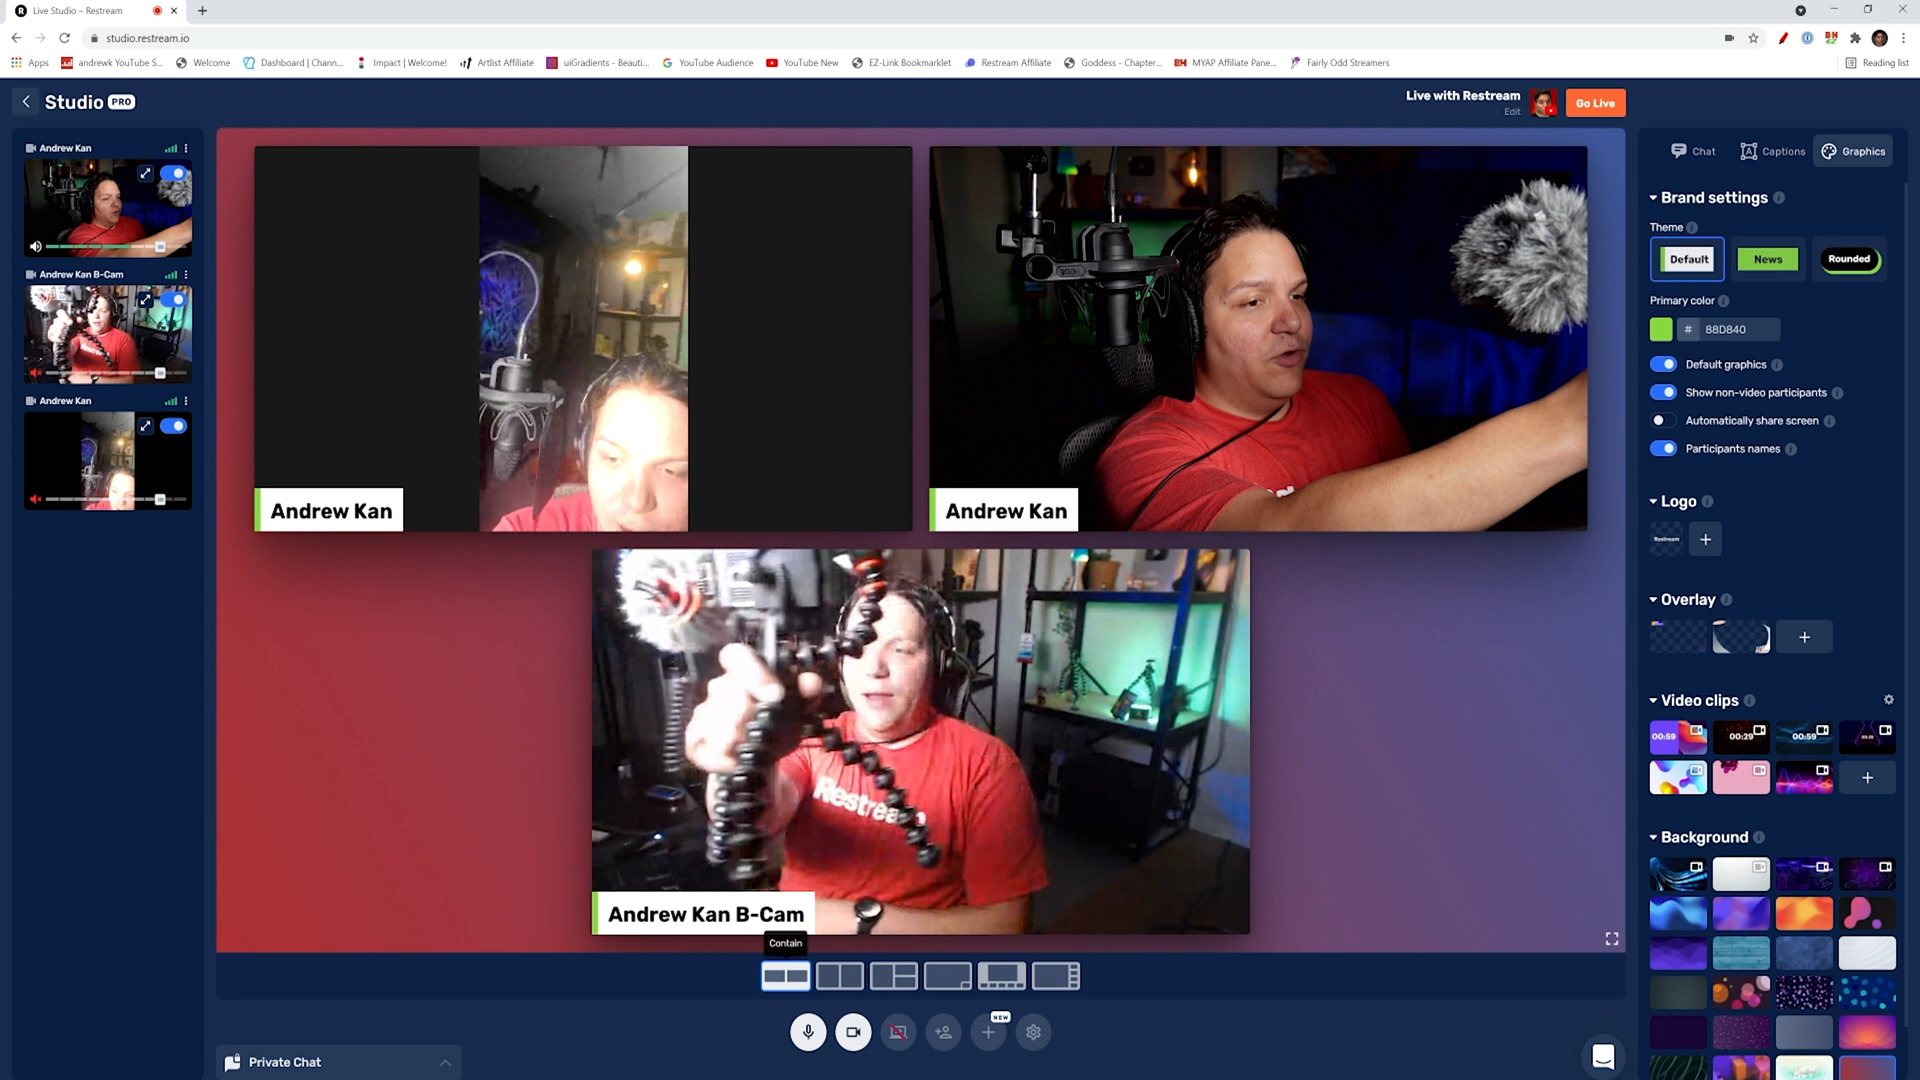 Live Studio – Restream
studio.restream.io
Apps
andrewk YouTube S...
Welcome
Dashboard | Chann...
Impact | Welcome!
Artlist Affiliate
uiGradients - Beauti...
YouTube Audience
YouTube New
EZ-Link Bookmarklet
Restream Affiliate
Goddess - Chapter...
MYAP Affiliate Pane...
Fairly Odd Streamers
Reading list
Studio PRO
Live with Restream
Edit
Go Live
Andrew Kan
Andrew Kan B-Cam
Andrew Kan
Andrew Kan
Andrew Kan
Restream
Andrew Kan B-Cam
Contain
NEW
Private Chat
Chat
Captions
Graphics
Brand settings
Theme
Default
News
Rounded
Primary color
# 88D840
Default graphics
Show non-video participants
Automatically share screen
Participants names
Logo
Restream
Overlay
Video clips
00:59
00:29
00:59
Background